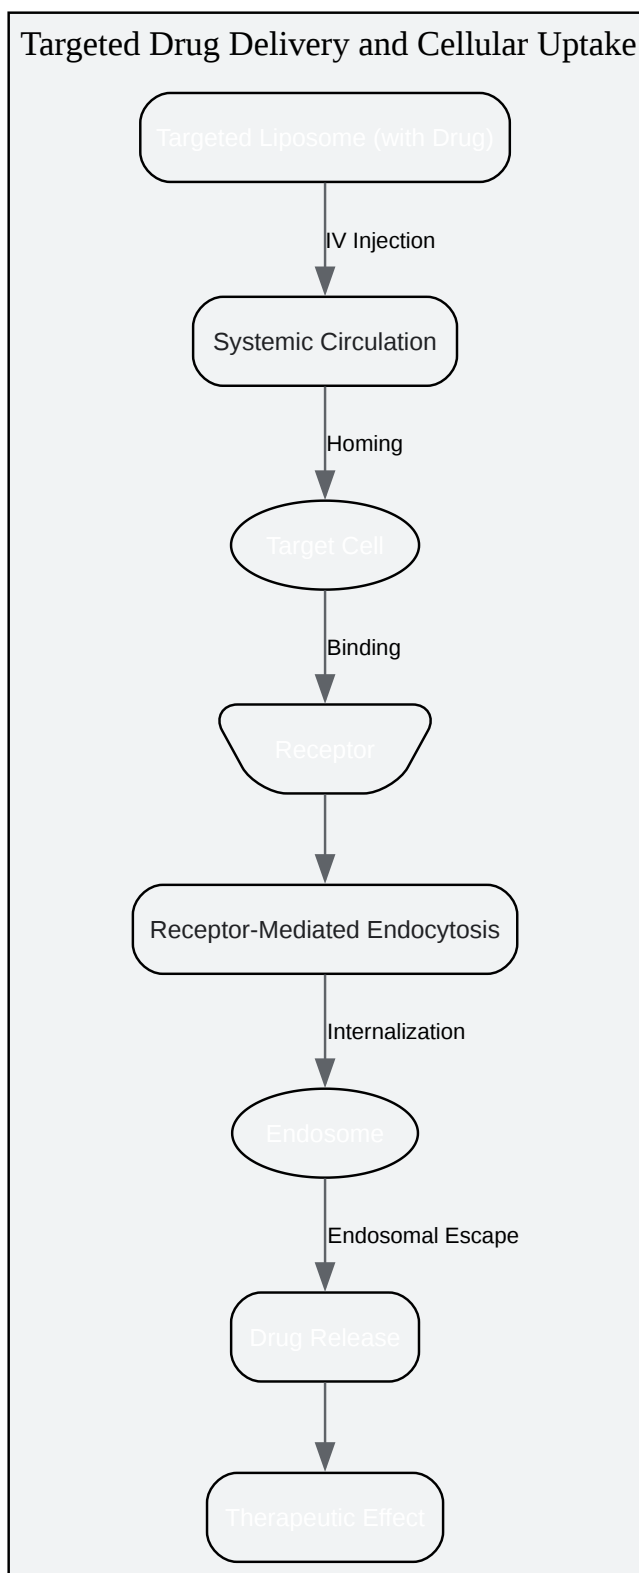 Targeted Drug Delivery and Cellular Uptake
Targeted Liposome (with Drug)
IV Injection
Systemic Circulation
Homing
Target Cell
Binding
Receptor
Receptor-Mediated Endocytosis
Internalization
Endosome
Endosomal Escape
Drug Release
Therapeutic Effect